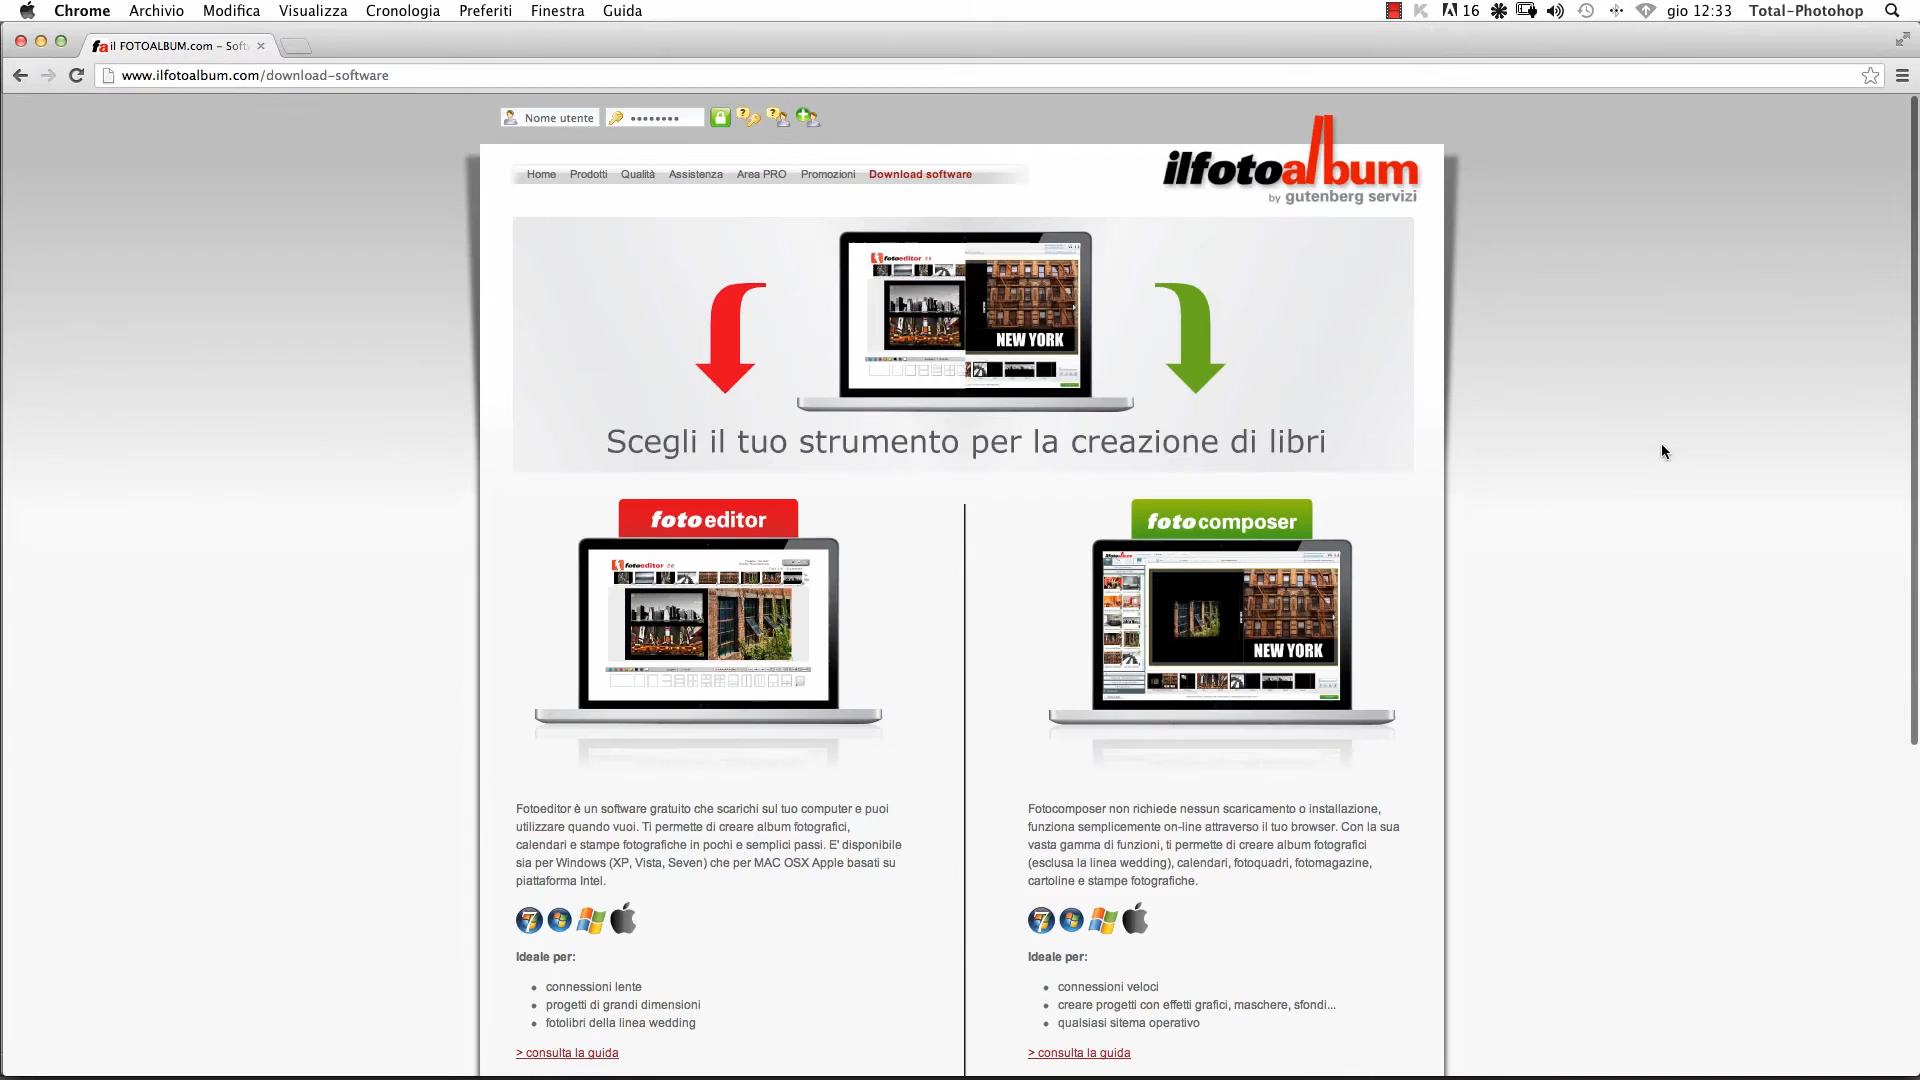 Chrome Archivio Modifica Visualizza Cronologia Preferiti Finestra Guida
16 gio 12:33 Total-Photohop
il FOTOALBUM.com – Soft
www.ilfotoalbum.com/download-software
Nome utente ••••••••
ilfotoalbum
by gutenberg servizi
Home Prodotti Qualità Assistenza Area PRO Promozioni Download software
fotoeditor
NEW YORK
Scegli il tuo strumento per la creazione di libri
fotoeditor
fotoeditor
Fotoeditor è un software gratuito che scarichi sul tuo computer e puoi
utilizzare quando vuoi. Ti permette di creare album fotografici,
calendari e stampe fotografiche in pochi e semplici passi. E' disponibile
sia per Windows (XP, Vista, Seven) che per MAC OSX Apple basati su
piattaforma Intel.
Ideale per:
connessioni lente
progetti di grandi dimensioni
fotolibri della linea wedding
> consulta la guida
fotocomposer
NEW YORK
Fotocomposer non richiede nessun scaricamento o installazione,
funziona semplicemente on-line attraverso il tuo browser. Con la sua
vasta gamma di funzioni, ti permette di creare album fotografici
(esclusa la linea wedding), calendari, fotoquadri, fotomagazine,
cartoline e stampe fotografiche.
Ideale per:
connessioni veloci
creare progetti con effetti grafici, maschere, sfondi...
qualsiasi sitema operativo
> consulta la guida